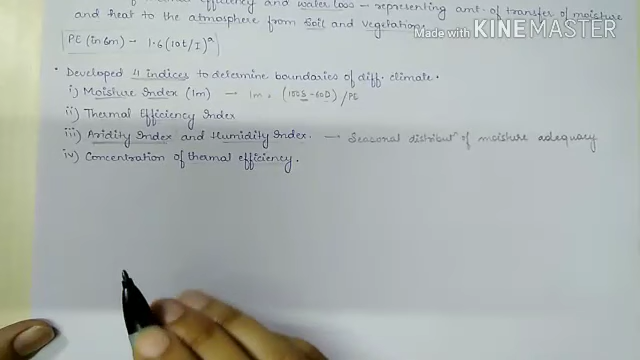 efficiency and water loss - representing amt. of transfer of moisture
and heat to the atmosphere from soil and vegetations
Made with KINEMASTER
PE (in cm) - 1.6 (10t/I)ᵃ
• Developed 4 indices to determine boundaries of diff. climate.
i) Moisture Index (Im) → Im = (100S - 60D) / PE
ii) Thermal Efficiency Index
iii) Aridity Index and Humidity Index. → Seasonal distributⁿ of moisture adequacy
iv) Concentration of thermal efficiency.